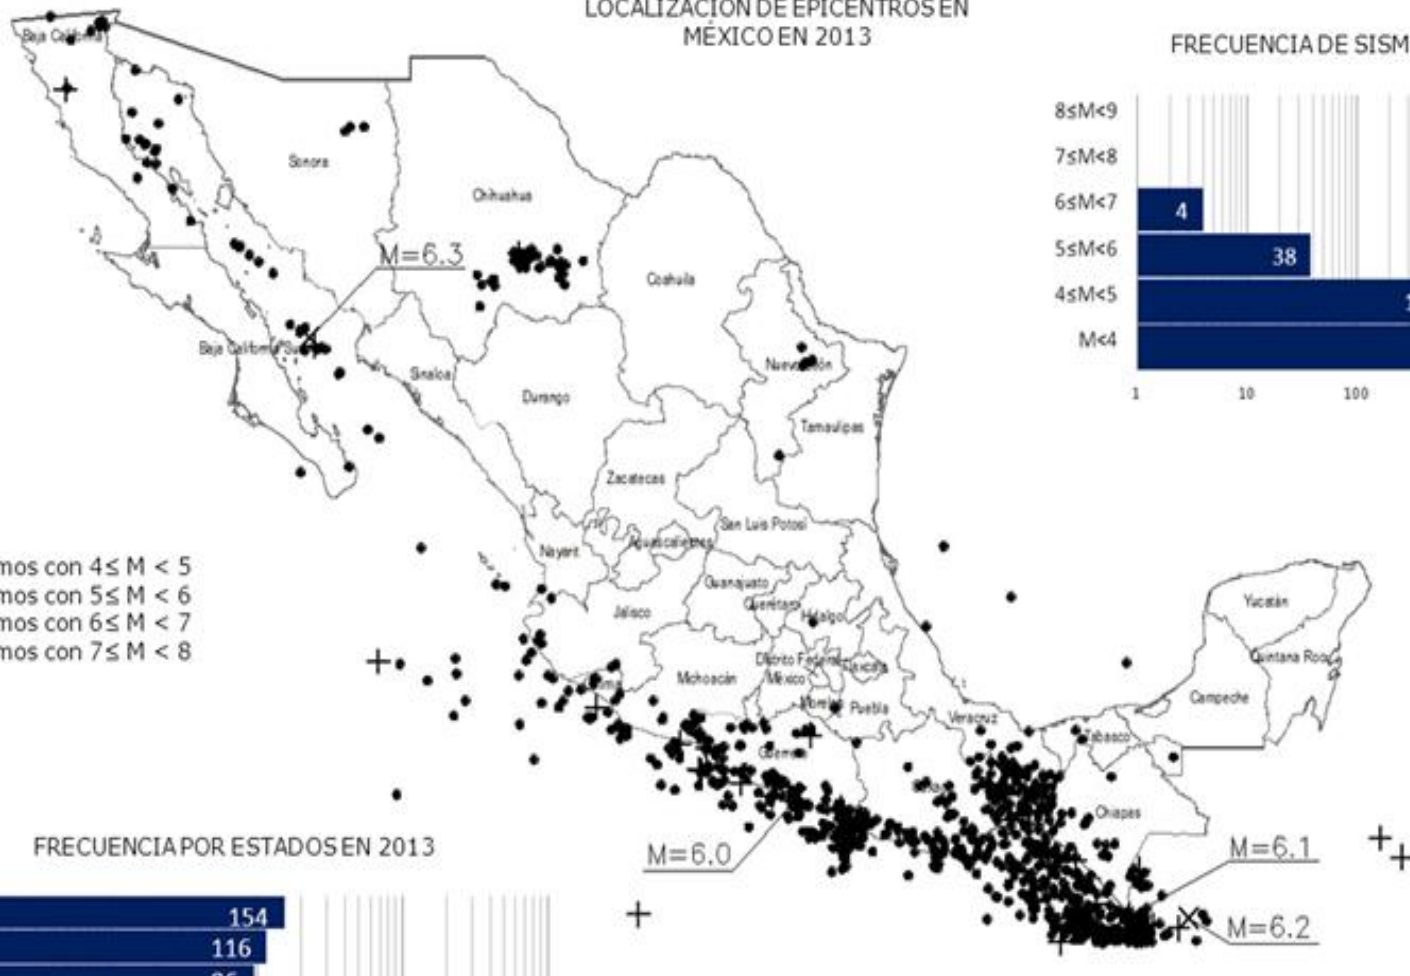 LOCALIZACIÓN DE EPICENTROS EN
MÉXICO EN 2013
FRECUENCIA DE SISM
8≤M<9
7≤M<8
6≤M<7
4
5≤M<6
38
4≤M<5
1
M<4
1
10
100
Baja California
Sonora
Chihuahua
M=6.3
Coahuila
Baja California Sur
Sinaloa
Nuevo León
Durango
Tamaulipas
Zacatecas
San Luis Potosí
Nayarit
Aguascalientes
Guanajuato
Querétaro
Hidalgo
Jalisco
Yucatán
Quintana Roo
Distrito Federal
Tlaxcala
Michoacán
México
Morelos
Puebla
Campeche
Veracruz
Tabasco
Guerrero
Chiapas
mos con 4≤ M < 5
mos con 5≤ M < 6
mos con 6≤ M < 7
mos con 7≤ M < 8
M=6.0
M=6.1
M=6.2
FRECUENCIA POR ESTADOS EN 2013
154
116